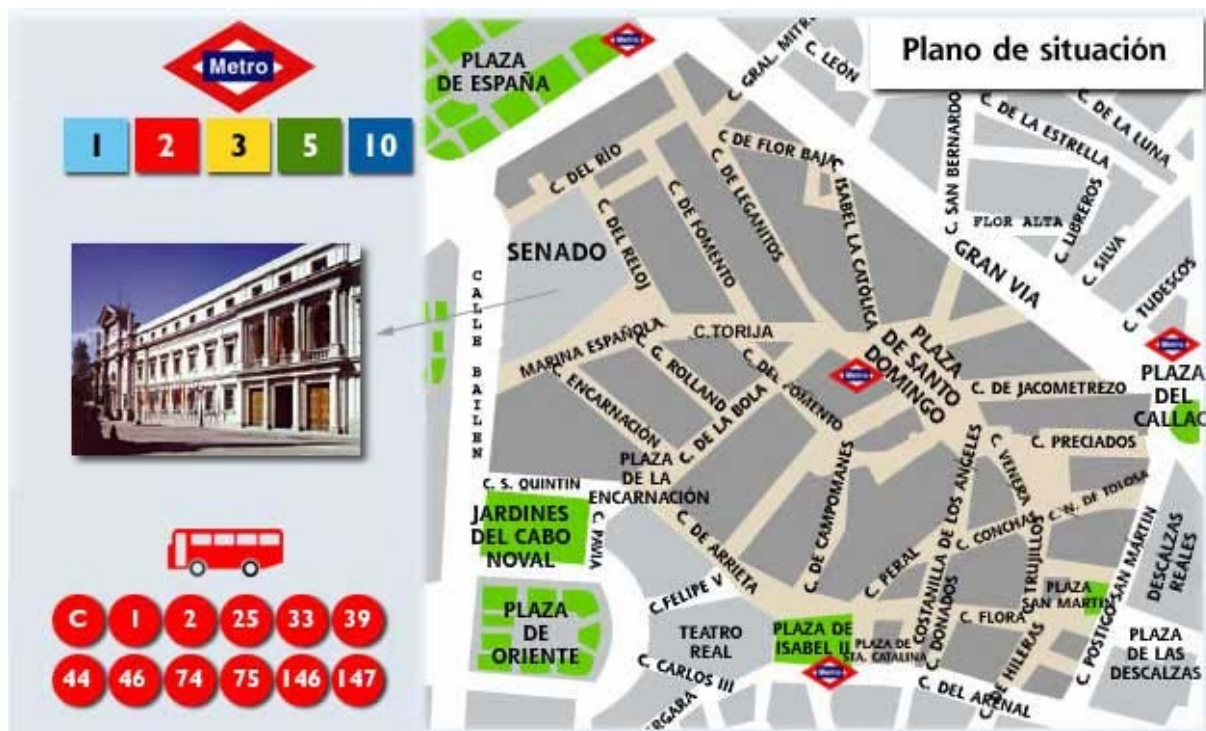 Metro
1 2 3 5 10
C 1 2 25 33 39
44 46 74 75 146 147
Plano de situación
Metro
PLAZA
DE ESPAÑA
C. GRAL. MITR
C. LEÓN
C. SAN BERNARDO
C. DE LA ESTRELLA
C. DE LA LUNA
C. DEL RÍO
C DE FLOR BAJA
C. DE LEGANITOS
C. ISABEL LA CATÓLICA
C. DE FOMENTO
C. DEL RELOJ
FLOR ALTA
C. LIBREROS
C. SILVA
C. TUDESCOS
SENADO
GRAN VIA
CALLE BAILEN
MARINA ESPAÑOLA
C.TORIJA
C. G. ROLLAND
C. ENCARNACIÓN
C. DEL FOMENTO
C. DE LA BOLA
Metro
PLAZA
DE SANTO
DOMINGO
C. DE JACOMETREZO
Metro
PLAZA
DEL
CALLAO
C. PRECIADOS
C. VENERA
C. N. DE TOLOSA
C. CONCHAS
C. TRUJILLOS
COSTANILLA DE LOS ANGELES
C. DE CAMPOMANES
PLAZA
DE LA
ENCARNACIÓN
C. S. QUINTIN
JARDINES
DEL CABO
NOVAL
C. PAVIA
C. DE ARRIETA
C. PERAL
C. DONADOS
C. FLORA
PLAZA
SAN MARTIN
C. POSTIGO SAN MARTIN
DESCALZAS
REALES
C.FELIPE V
PLAZA
DE
ORIENTE
TEATRO
REAL
PLAZA DE
ISABEL II
Metro
PLAZA DE
STA. CATALINA
C. DE HILERAS
C. DEL ARENAL
PLAZA
DE LAS
DESCALZAS
C. CARLOS III
ERGARA